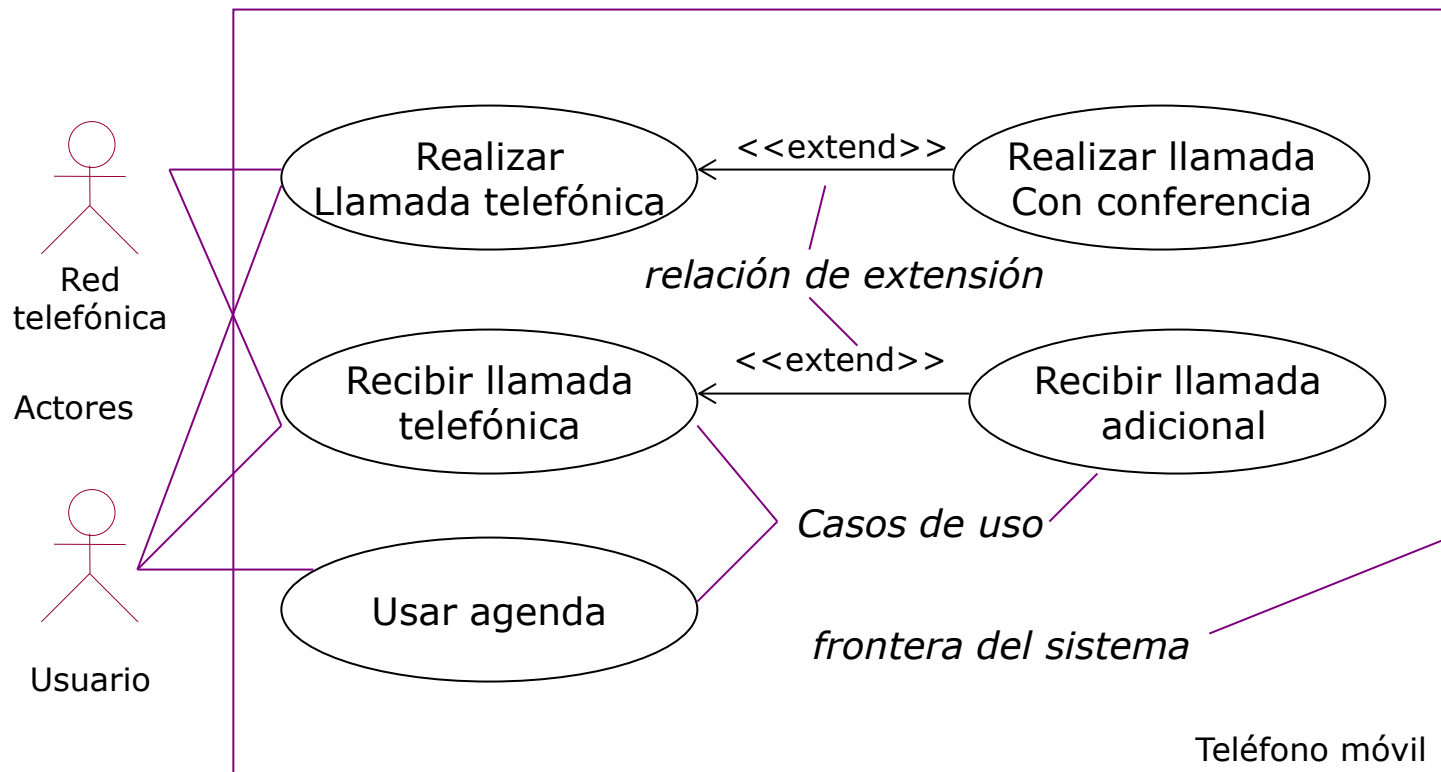 Realizar
Llamada telefónica
<<extend>>
Realizar llamada
Con conferencia
Red
telefónica
relación de extensión
Actores
Recibir llamada
telefónica
<<extend>>
Recibir llamada
adicional
Casos de uso
Usar agenda
Usuario
frontera del sistema
Teléfono móvil